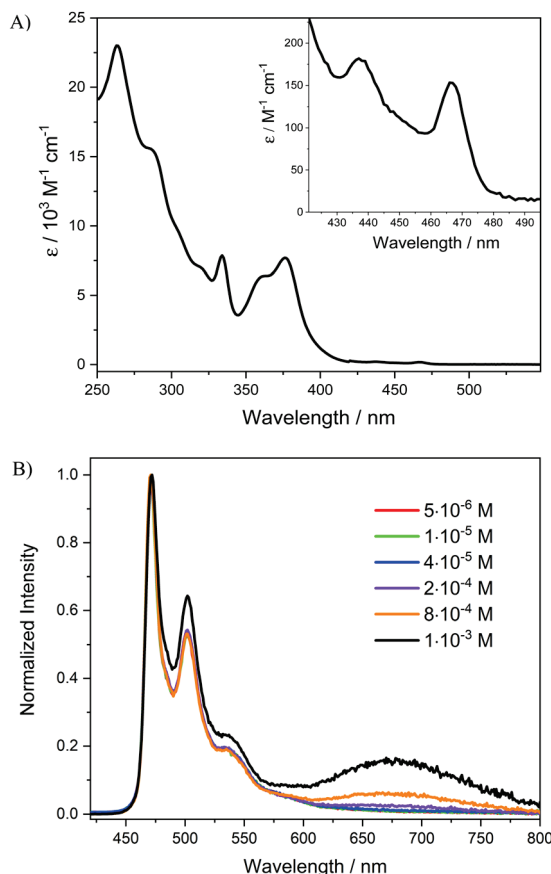 A)
ε / 10³ M⁻¹ cm⁻¹
25
20
15
10
5
0
250 300 350 400 450 500
Wavelength / nm
ε / M⁻¹ cm⁻¹
200
150
100
50
0
430 440 450 460 470 480 490
Wavelength / nm
B)
Normalized Intensity
1.0
0.8
0.6
0.4
0.2
0.0
450 500 550 600 650 700 750 800
Wavelength / nm
5·10⁻⁶ M
1·10⁻⁵ M
4·10⁻⁵ M
2·10⁻⁴ M
8·10⁻⁴ M
1·10⁻³ M